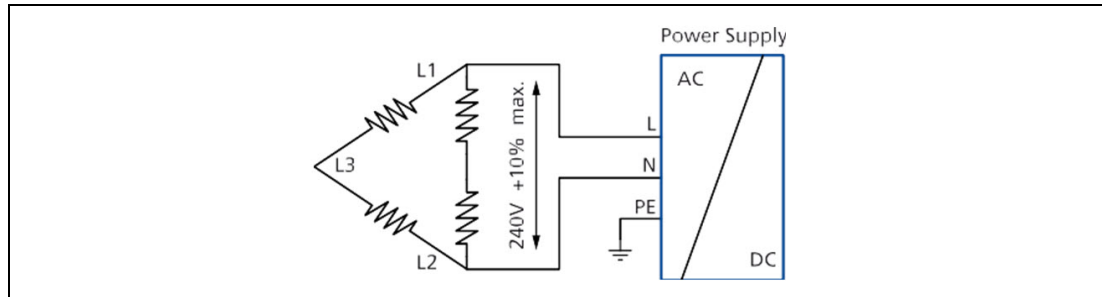 Power Supply
L1
AC
L
L3
240V +10% max.
N
PE
L2
DC